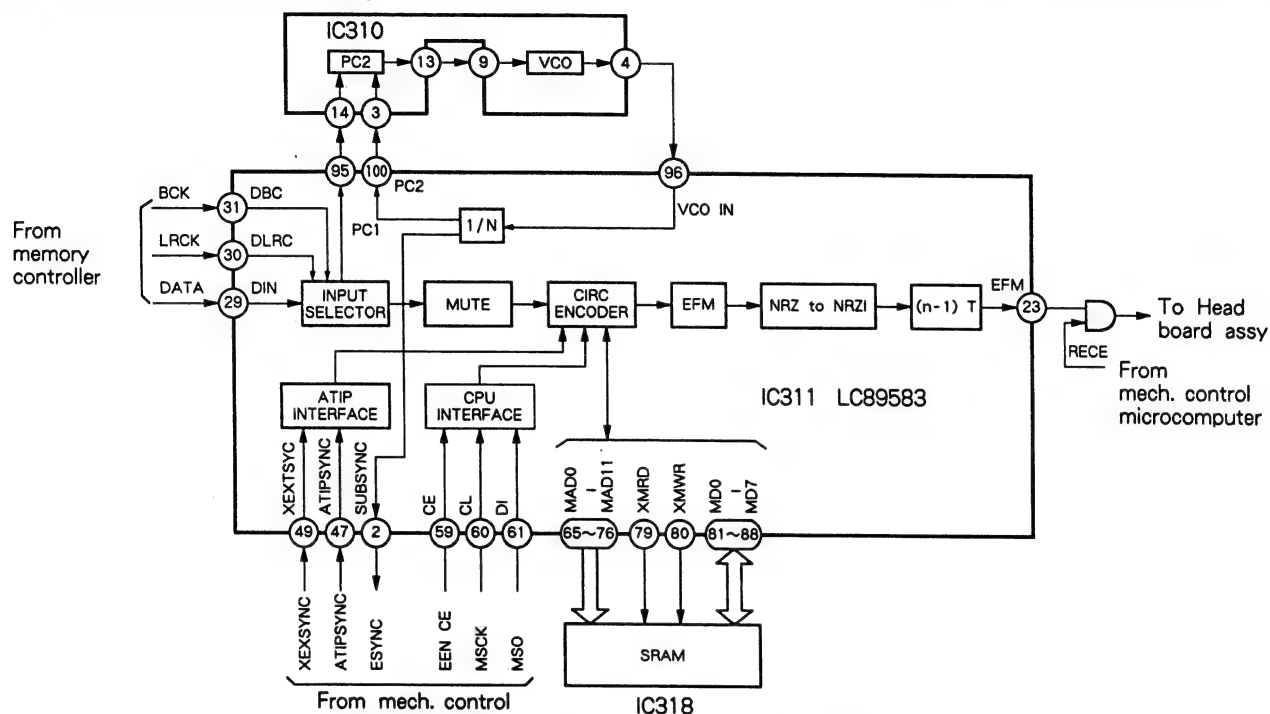 IC310
PC2
13
9
VCO
4
14
3
95
100
96
PC2
PC1
VCO IN
1/N
From
memory
controller
BCK
31
DBC
LRCK
30
DLRC
DATA
29
DIN
INPUT
SELECTOR
MUTE
CIRC
ENCODER
EFM
NRZ to NRZI
(n-1) T
EFM
23
To Head
board assy
RECE
From
mech. control
microcomputer
ATIP
INTERFACE
CPU
INTERFACE
IC311 LC89583
XEXTSYC
ATIPSYNC
SUBSYNC
CE
CL
DI
MAD0
|
MAD11
XMRD
XMWR
MD0
|
MD7
49
47
2
59
60
61
65~76
79
80
81~88
XEXSYNC
ATIPSYNC
ESYNC
EEN CE
MSCK
MSO
SRAM
From mech. control
IC318